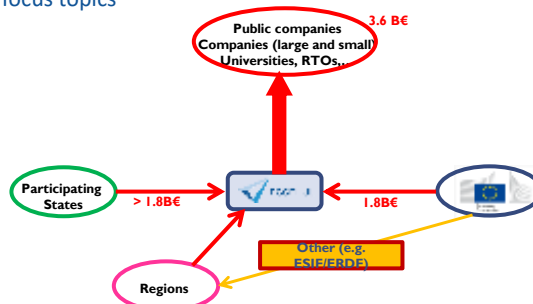 focus topics
3.6 B€
Public companies
Companies (large and small)
Universities, RTOs,..
Participating
States
> 1.8B€
1.8B€
Other (e.g.
ESIF/ERDF)
Regions